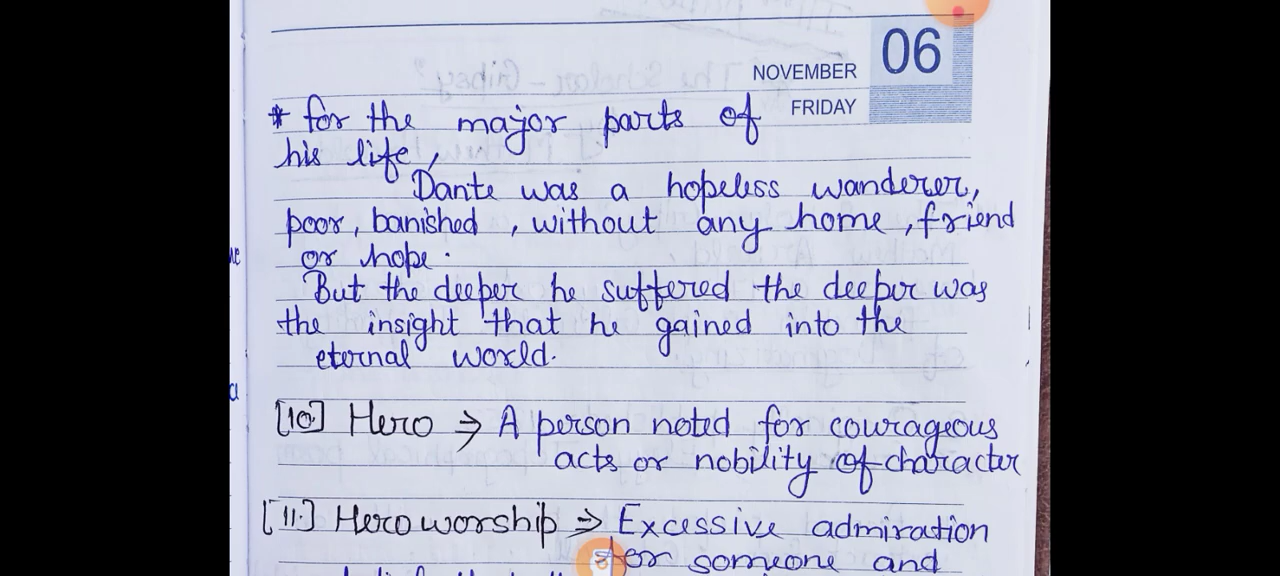 06
NOVEMBER
FRIDAY
* for the major parts of
his life,
Dante was a hopeless wanderer,
poor, banished, without any home, friend
or hope.
But the deeper he suffered the deeper was
the insight that he gained into the
eternal world.
[10] Hero ⇒ A person noted for courageous
acts or nobility of character
[11.] Hero worship ⇒ Excessive admiration
for someone and